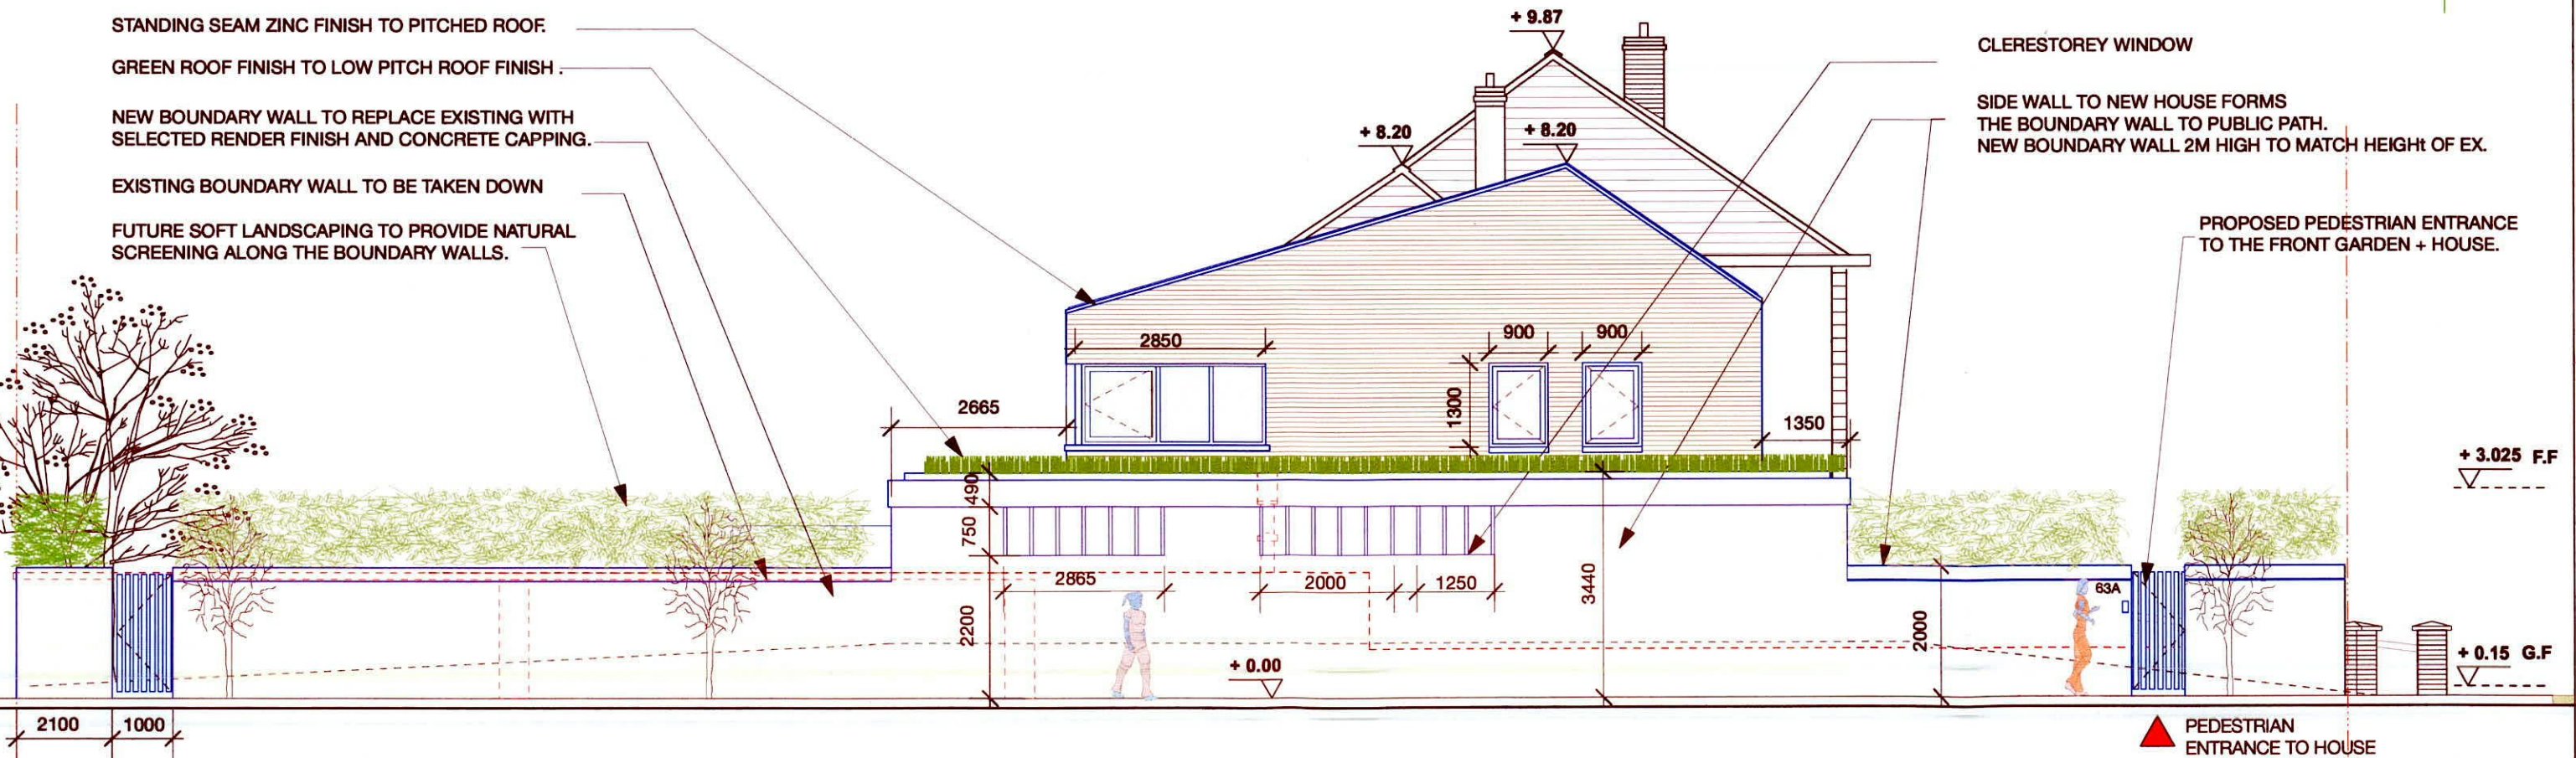 STANDING SEAM ZINC FINISH TO PITCHED ROOF.
GREEN ROOF FINISH TO LOW PITCH ROOF FINISH .
NEW BOUNDARY WALL TO REPLACE EXISTING WITH
SELECTED RENDER FINISH AND CONCRETE CAPPING.
EXISTING BOUNDARY WALL TO BE TAKEN DOWN
FUTURE SOFT LANDSCAPING TO PROVIDE NATURAL
SCREENING ALONG THE BOUNDARY WALLS.
+ 9.87
+ 8.20
+ 8.20
CLERESTOREY WINDOW
SIDE WALL TO NEW HOUSE FORMS
THE BOUNDARY WALL TO PUBLIC PATH.
NEW BOUNDARY WALL 2M HIGH TO MATCH HEIGHt OF EX.
PROPOSED PEDESTRIAN ENTRANCE
TO THE FRONT GARDEN + HOUSE.
2850
900
900
1300
2665
1350
+ 3.025 F.F
490
750
2865
2000
1250
3440
2200
2000
63A
+ 0.00
+ 0.15 G.F
2100
1000
PEDESTRIAN
ENTRANCE TO HOUSE